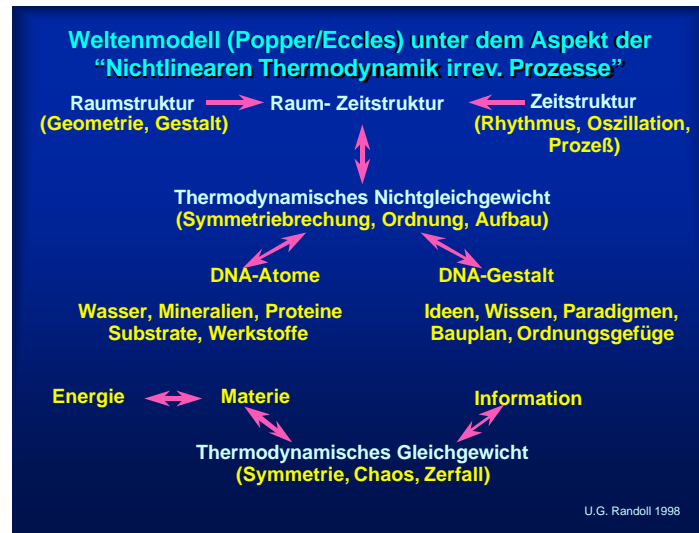 Weltenmodell (Popper/Eccles) unter dem Aspekt der
“Nichtlinearen Thermodynamik irrev. Prozesse”
Raumstruktur
(Geometrie, Gestalt)
Raum- Zeitstruktur
Zeitstruktur
(Rhythmus, Oszillation,
Prozeß)
Thermodynamisches Nichtgleichgewicht
(Symmetriebrechung, Ordnung, Aufbau)
DNA-Atome
DNA-Gestalt
Wasser, Mineralien, Proteine
Substrate, Werkstoffe
Ideen, Wissen, Paradigmen,
Bauplan, Ordnungsgefüge
Energie
Materie
Information
Thermodynamisches Gleichgewicht
(Symmetrie, Chaos, Zerfall)
U.G. Randoll 1998